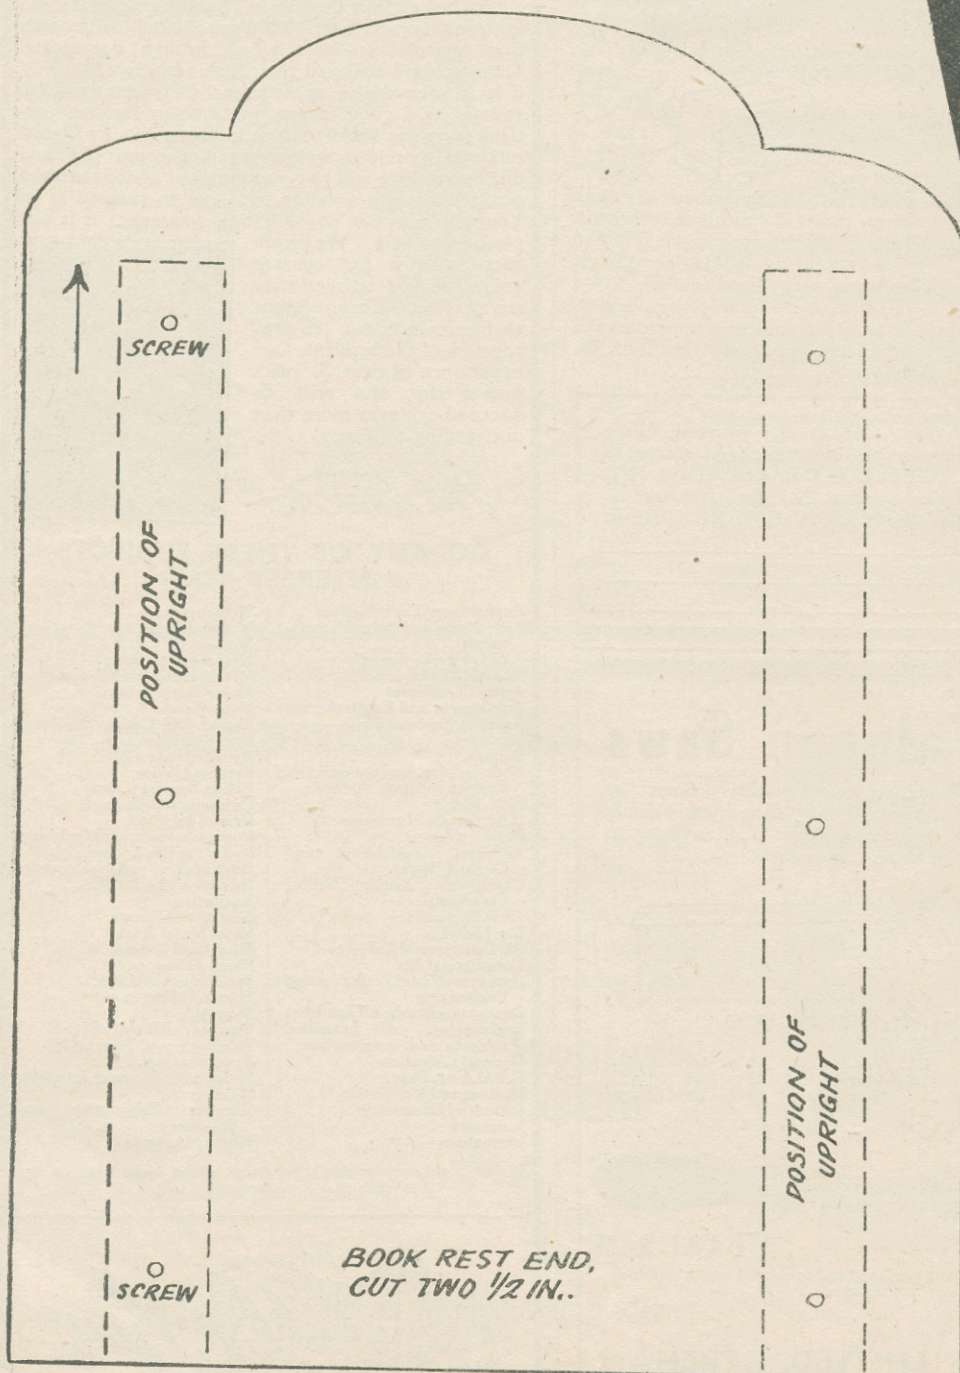 SCREW
POSITION OF
UPRIGHT
SCREW
POSITION OF
UPRIGHT
BOOK REST END,
CUT TWO 1/2 IN..